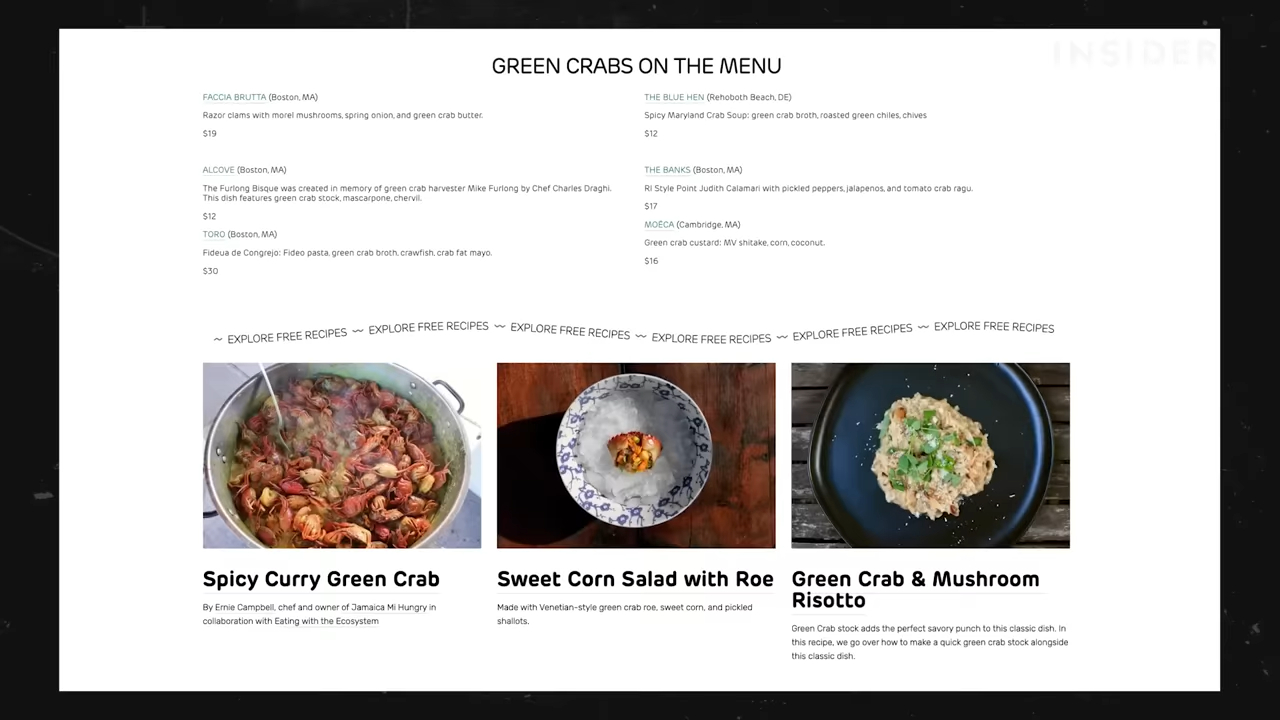 INSIDER
GREEN CRABS ON THE MENU
FACCIA BRUTTA (Boston, MA)
Razor clams with morel mushrooms, spring onion, and green crab butter.
$19
ALCOVE (Boston, MA)
The Furlong Bisque was created in memory of green crab harvester Mike Furlong by Chef Charles Draghi.
This dish features green crab stock, mascarpone, chervil.
$12
TORO (Boston, MA)
Fideua de Congrejo: Fideo pasta, green crab broth, crawfish, crab fat mayo.
$30
THE BLUE HEN (Rehoboth Beach, DE)
Spicy Maryland Crab Soup: green crab broth, roasted green chiles, chives
$12
THE BANKS (Boston, MA)
RI Style Point Judith Calamari with pickled peppers, jalapenos, and tomato crab ragu.
$17
MOËCA (Cambridge, MA)
Green crab custard: MV shitake, corn, coconut.
$16
~ EXPLORE FREE RECIPES ~ EXPLORE FREE RECIPES ~ EXPLORE FREE RECIPES ~ EXPLORE FREE RECIPES ~ EXPLORE FREE RECIPES ~ EXPLORE FREE RECIPES
Spicy Curry Green Crab
By Ernie Campbell, chef and owner of Jamaica Mi Hungry in
collaboration with Eating with the Ecosystem
Sweet Corn Salad with Roe
Made with Venetian-style green crab roe, sweet corn, and pickled
shallots.
Green Crab & Mushroom
Risotto
Green Crab stock adds the perfect savory punch to this classic dish. In
this recipe, we go over how to make a quick green crab stock alongside
this classic dish.